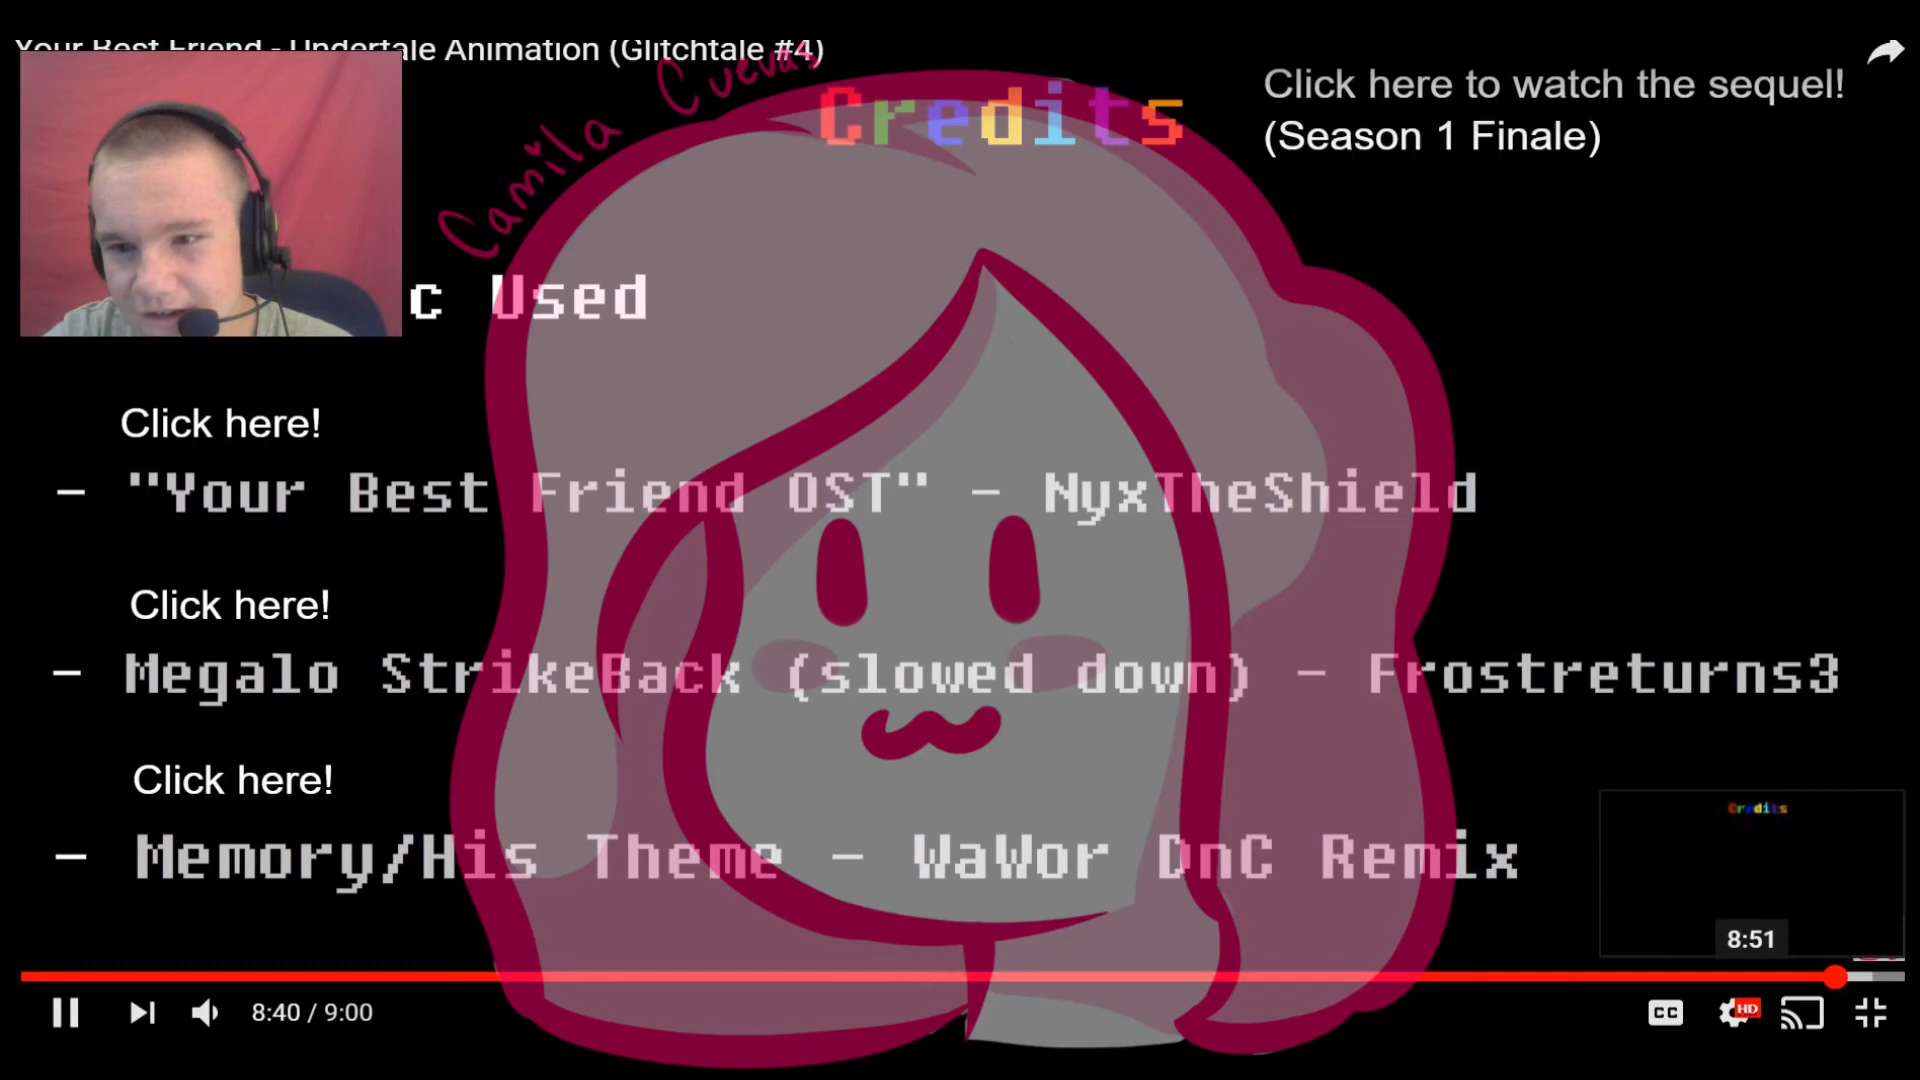 Your Best Friend - Undertale Animation (Glitchtale #4)
Camila Cuevas
Credits
Click here to watch the sequel!
(Season 1 Finale)
c Used
Click here!
- "Your Best Friend OST" - NyxTheShield
Click here!
- Megalo StrikeBack (slowed down) - Frostreturns3
Click here!
- Memory/His Theme - WaWor DnC Remix
Credits
8:51
8:40 / 9:00
CC
HD